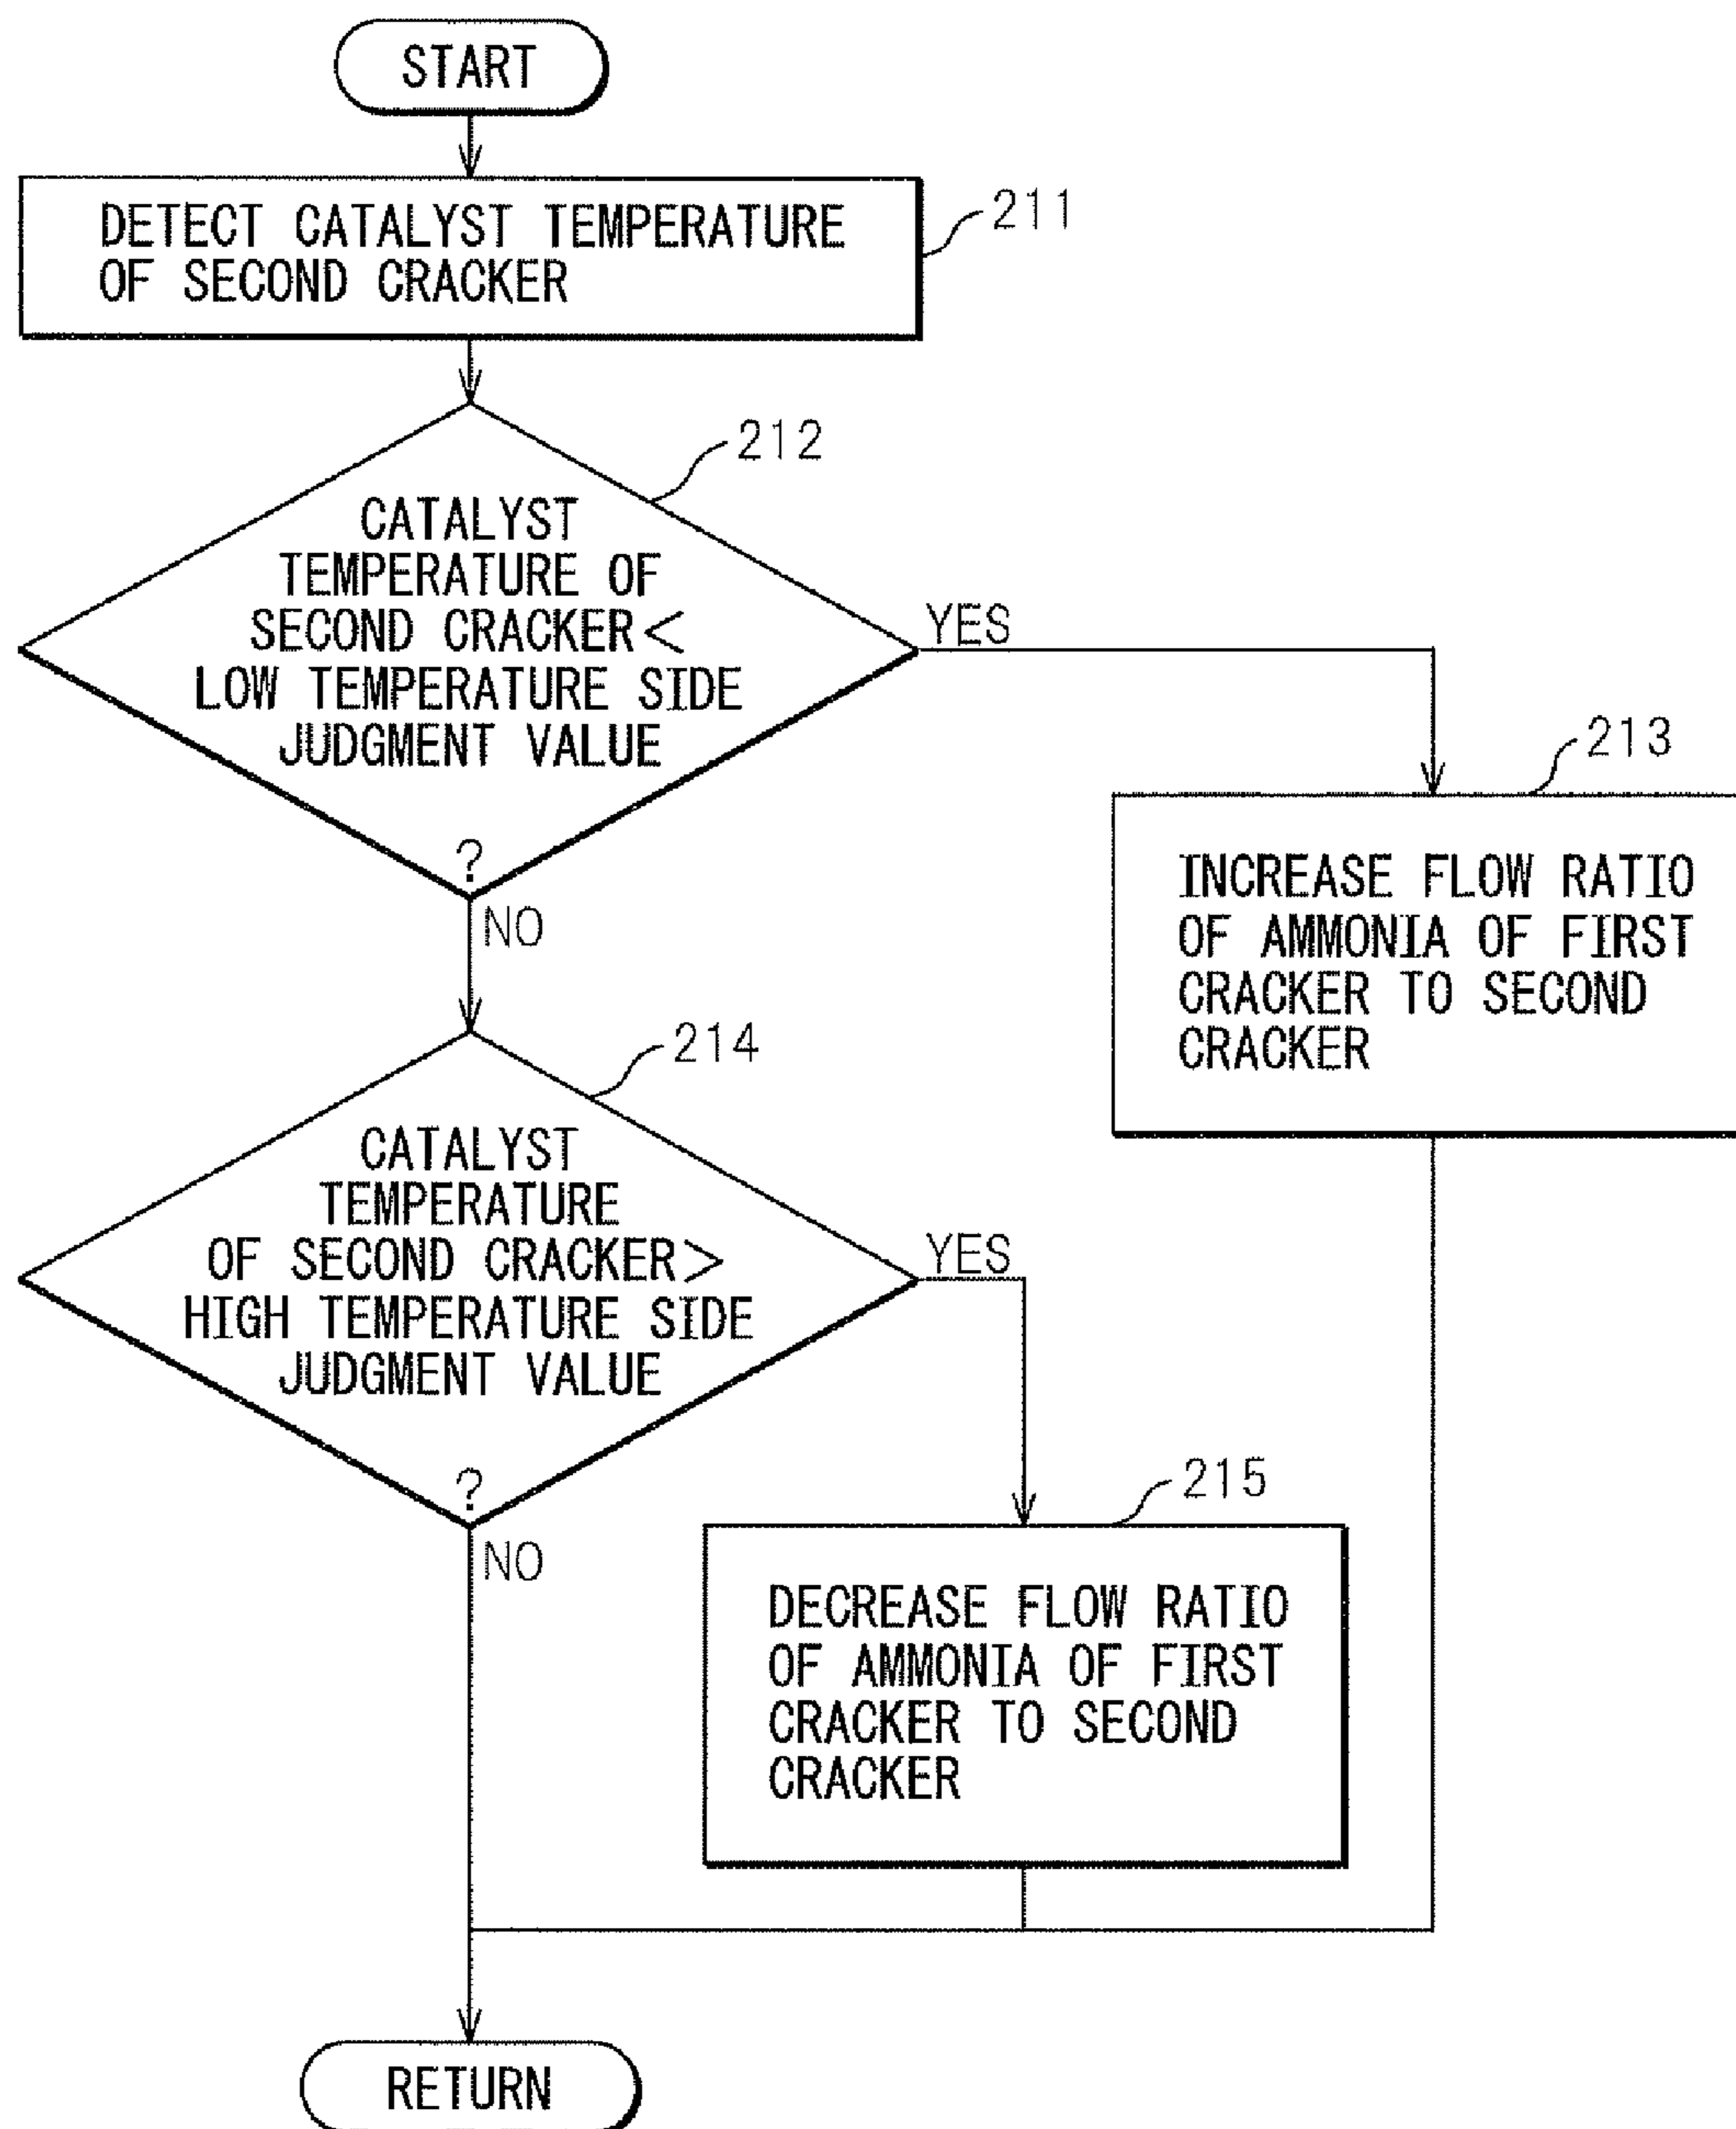 START
DETECT CATALYST TEMPERATURE
OF SECOND CRACKER
211
212
CATALYST
TEMPERATURE OF
SECOND CRACKER<
LOW TEMPERATURE SIDE
JUDGMENT VALUE
?
YES
NO
213
INCREASE FLOW RATIO
OF AMMONIA OF FIRST
CRACKER TO SECOND
CRACKER
214
CATALYST
TEMPERATURE
OF SECOND CRACKER>
HIGH TEMPERATURE SIDE
JUDGMENT VALUE
?
YES
NO
215
DECREASE FLOW RATIO
OF AMMONIA OF FIRST
CRACKER TO SECOND
CRACKER
RETURN